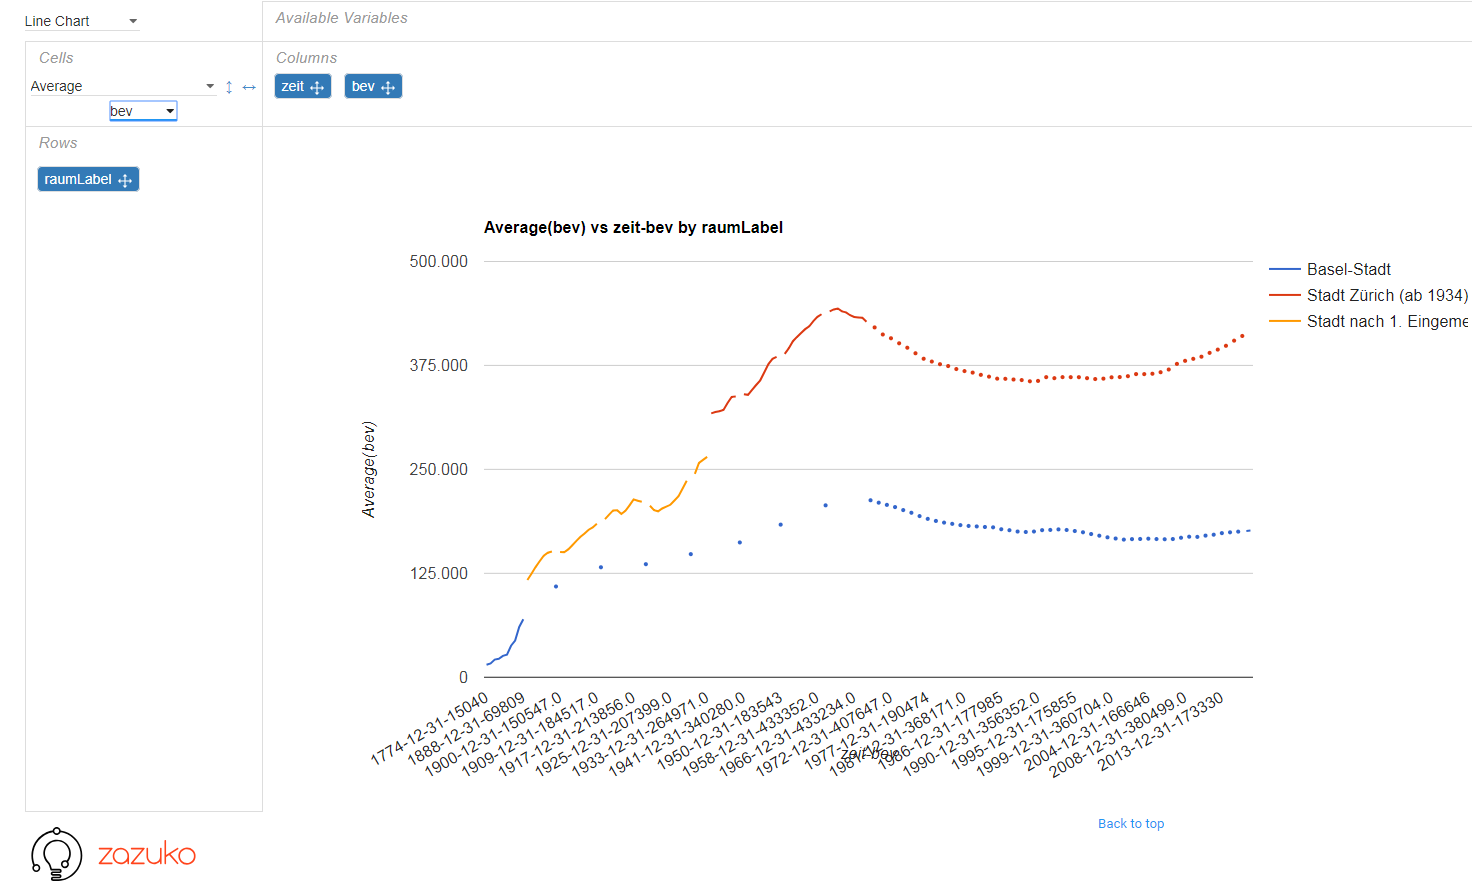 Line Chart
Available Variables
Cells
Columns
Average
zeit
bev
bev
Rows
raumLabel
Average(bev) vs zeit-bev by raumLabel
500.000
375.000
250.000
125.000
0
Average(bev)
Basel-Stadt
Stadt Zürich (ab 1934)
Stadt nach 1. Eingeme
1774-12-31-15040
1888-12-31-69809
1900-12-31-150547.0
1909-12-31-184517.0
1917-12-31-213856.0
1925-12-31-207399.0
1933-12-31-264971.0
1941-12-31-340280.0
1950-12-31-183543
1958-12-31-433352.0
1966-12-31-433234.0
1972-12-31-407647.0
1977-12-31-190474
1981-12-31-368171.0
1986-12-31-177985
1990-12-31-356352.0
1995-12-31-175855
1999-12-31-360704.0
2004-12-31-166646
2008-12-31-380499.0
2013-12-31-173330
zeit-bev
Back to top
zazuko